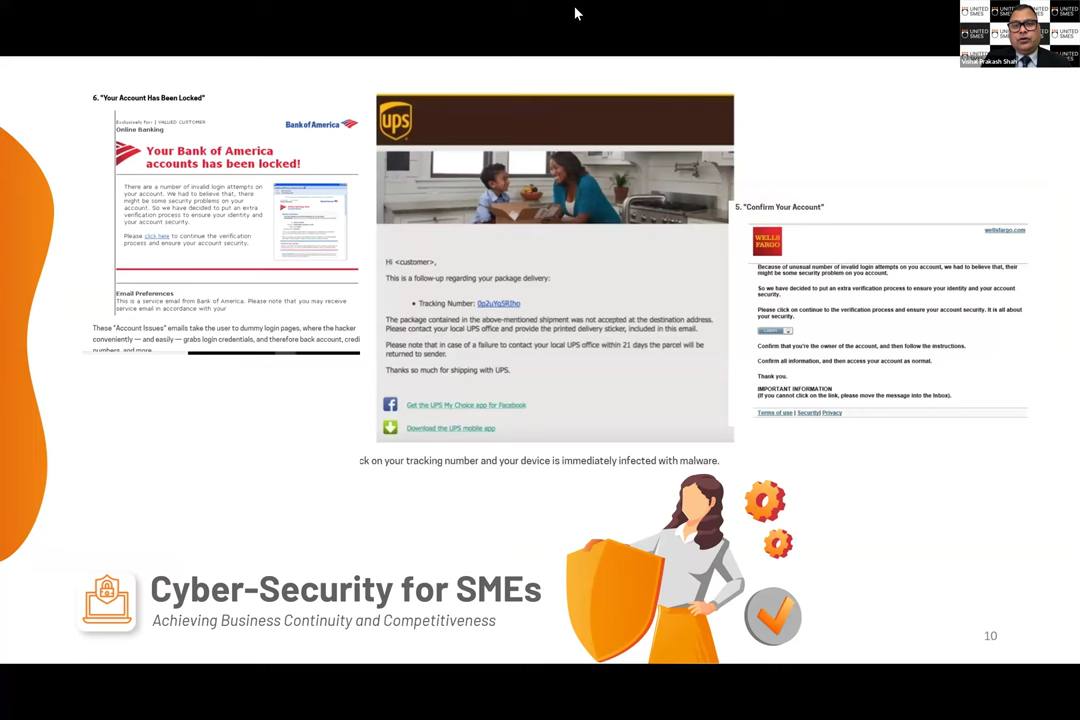 UNITED
SMES
Vishal Prakash Shah
6. "Your Account Has Been Locked"
Exclusively for: | VALUED CUSTOMER
Online Banking
Bank of America
Your Bank of America
accounts has been locked!
There are a number of invalid login attempts on
your account. We had to believe that, there
might be some security problems on your
account. So we have decided to put an extra
verification process to ensure your identity and
your account security.
Please click here to continue the verification
process and ensure your account security.
Email Preferences
This is a service email from Bank of America. Please note that you may receive
service email in accordance with your
These "Account Issues" emails take the user to dummy login pages, where the hacker
conveniently — and easily — grabs login credentials, and therefore back account, credi
numbers, and more.
ups
Hi <customer>,
This is a follow-up regarding your package delivery:
• Tracking Number: 0p2uYq5RIho
The package contained in the above-mentioned shipment was not accepted at the destination address.
Please contact your local UPS office and provide the printed delivery sticker, included in this email.
Please note that in case of a failure to contact your local UPS office within 21 days the parcel will be
returned to sender.
Thanks so much for shipping with UPS.
Get the UPS My Choice app for Facebook
Download the UPS mobile app
ck on your tracking number and your device is immediately infected with malware.
5. "Confirm Your Account"
WELLS
FARGO
wellsfargo.com
Because of unusual number of invalid login attempts on you account, we had to believe that, their
might be some security problem on you account.
So we have decided to put an extra verification process to ensure your identity and your account
security.
Please click on continue to the verification process and ensure your account security. It is all about
your security.
Confirm that you're the owner of the account, and then follow the instructions.
Confirm all information, and then access your account as normal.
Thank you.
IMPORTANT INFORMATION
(If you cannot click on the link, please move the message into the Inbox).
Terms of use | Security| Privacy
Cyber-Security for SMEs
Achieving Business Continuity and Competitiveness
10